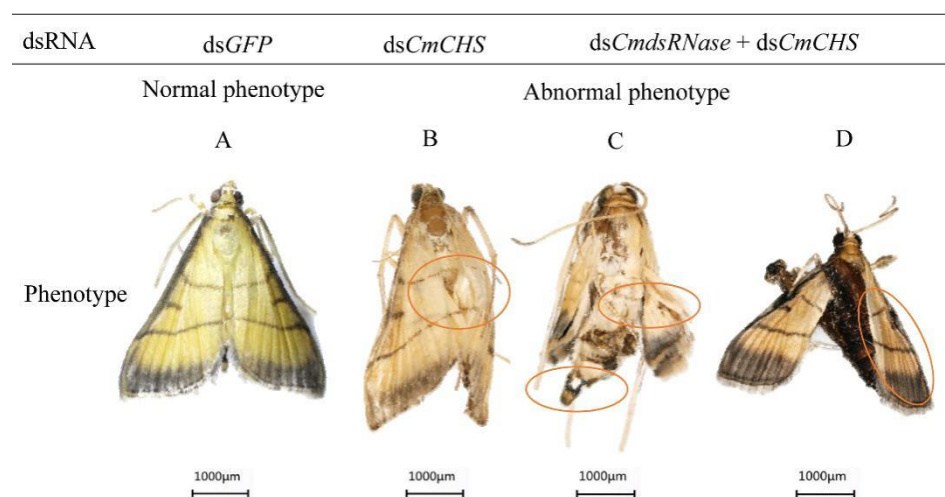 dsRNA dsGFP dsCmCHS dsCmdsRNase + dsCmCHS
Normal phenotype Abnormal phenotype
A B C D
Phenotype
1000μm 1000μm 1000μm 1000μm